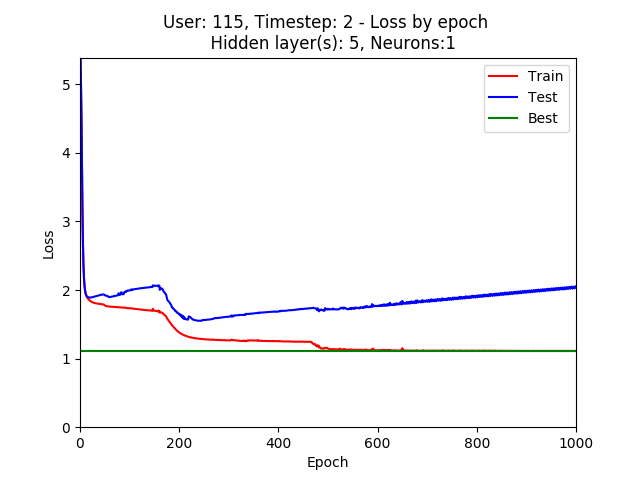 User: 115, Timestep: 2 - Loss by epoch
Hidden layer(s): 5, Neurons:1
Train
Test
Best
Loss
5
4
3
2
1
0
0 200 400 600 800 1000
Epoch